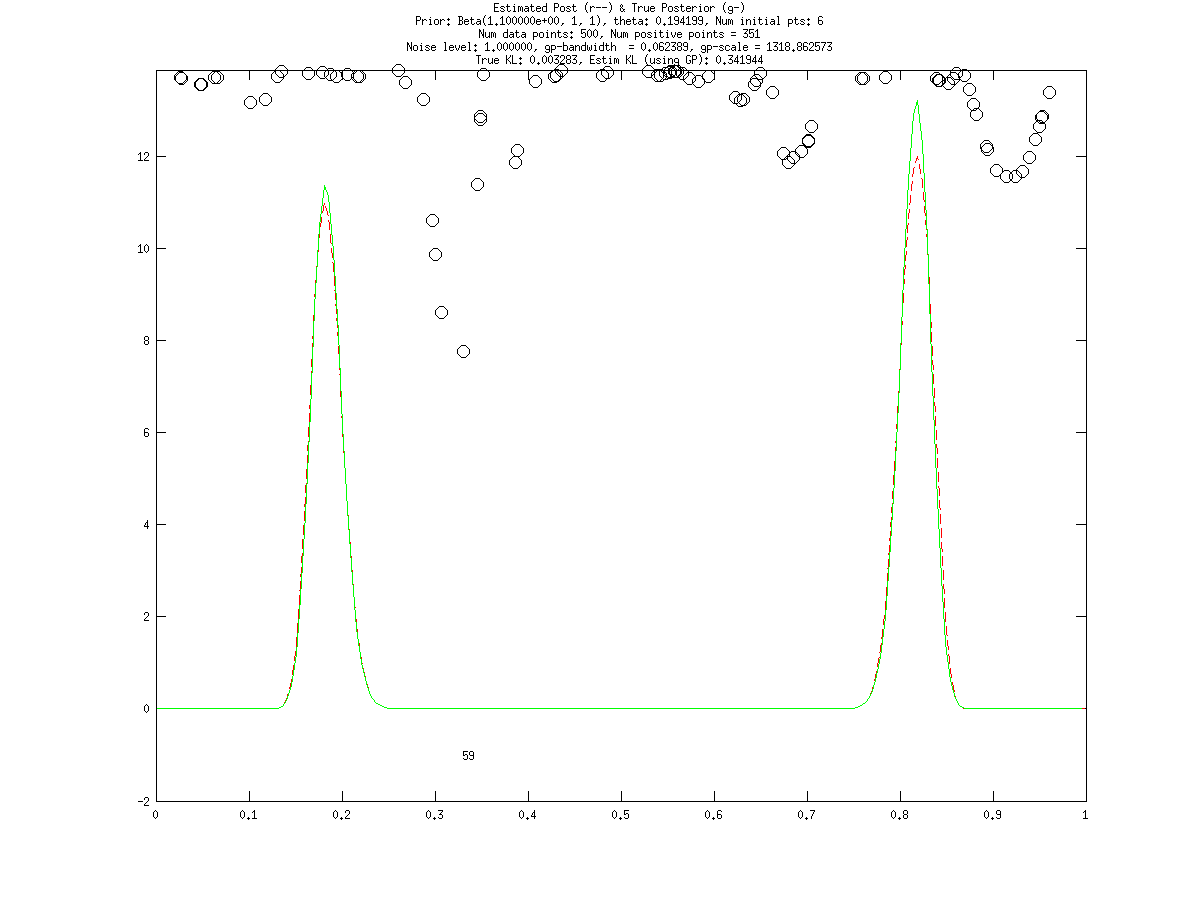 Estimated Post (r--) & True Posterior (g-)
Prior: Beta(1.100000e+00, 1, 1), theta: 0.194199, Num initial pts: 6
Num data points: 500, Num positive points = 351
Noise level: 1.000000, gp-bandwidth  = 0.062389, gp-scale = 1318.862573
True KL: 0.003283, Estim KL (using GP): 0.341944
12
10
8
6
4
2
0
59
-2
0 0.1 0.2 0.3 0.4 0.5 0.6 0.7 0.8 0.9 1